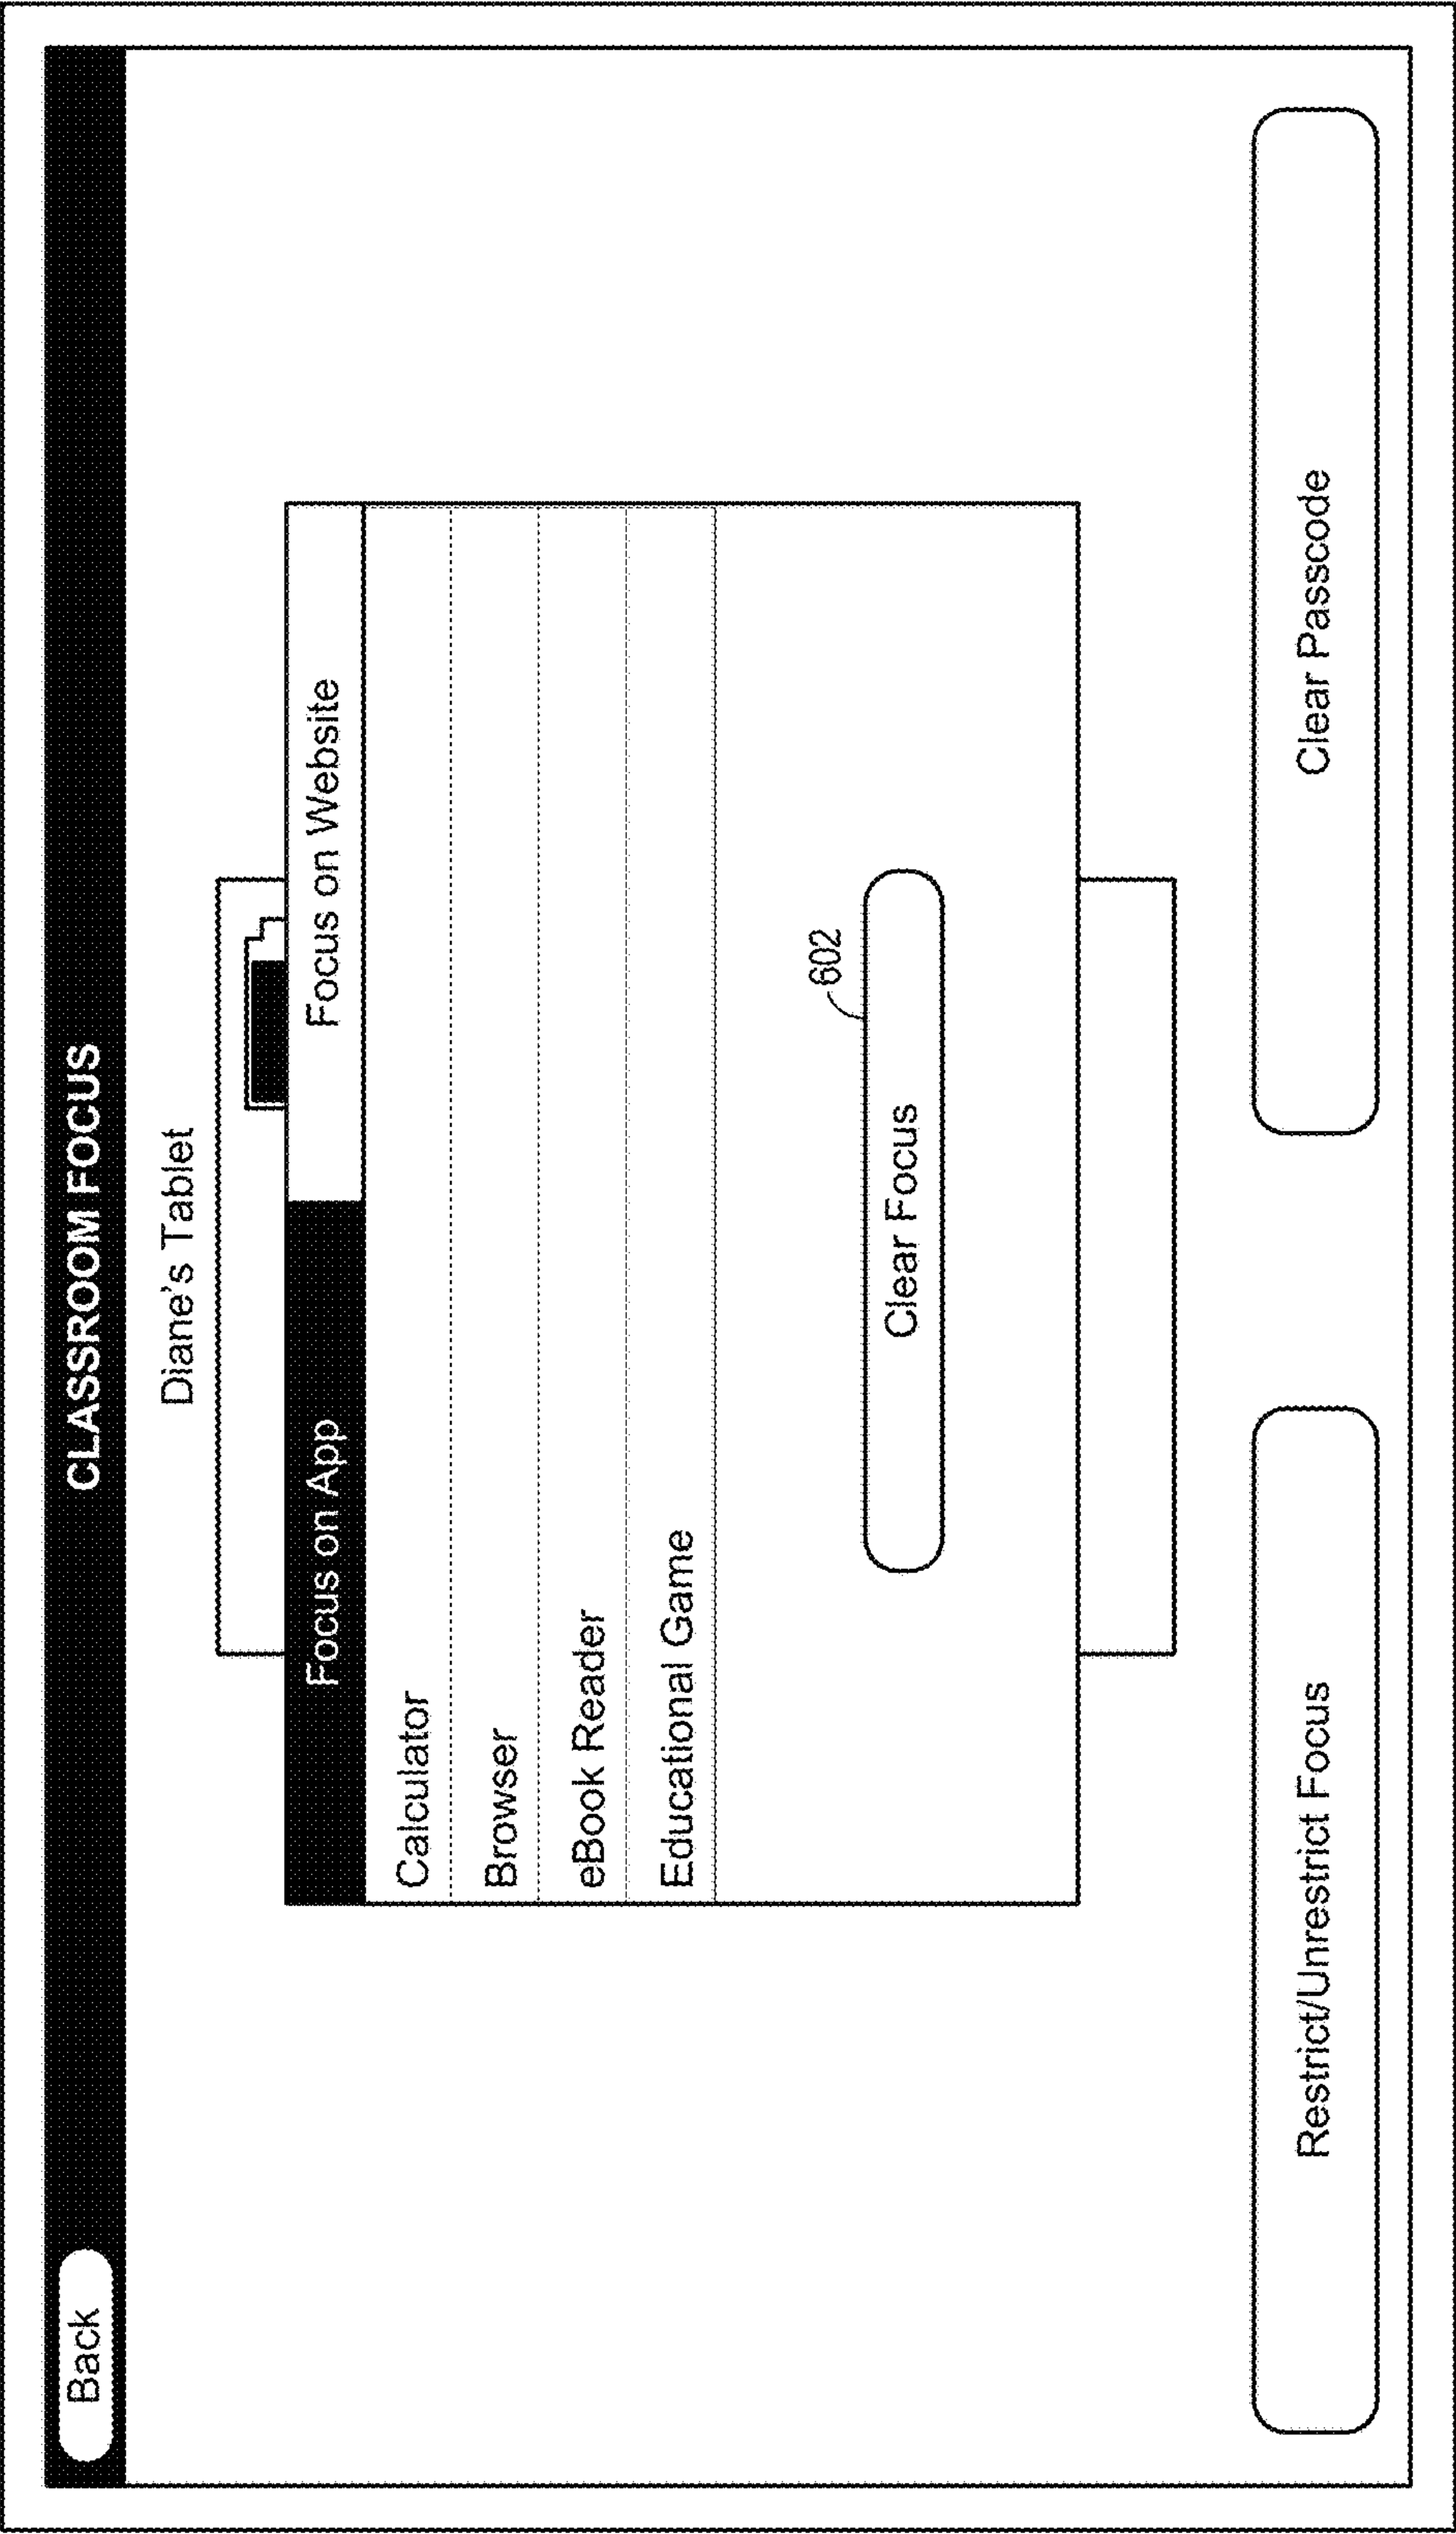 Back
CLASSROOM FOCUS
Diane's Tablet
Focus on App
Focus on Website
Calculator
Browser
eBook Reader
Educational Game
602
Clear Focus
Restrict/Unrestrict Focus
Clear Passcode